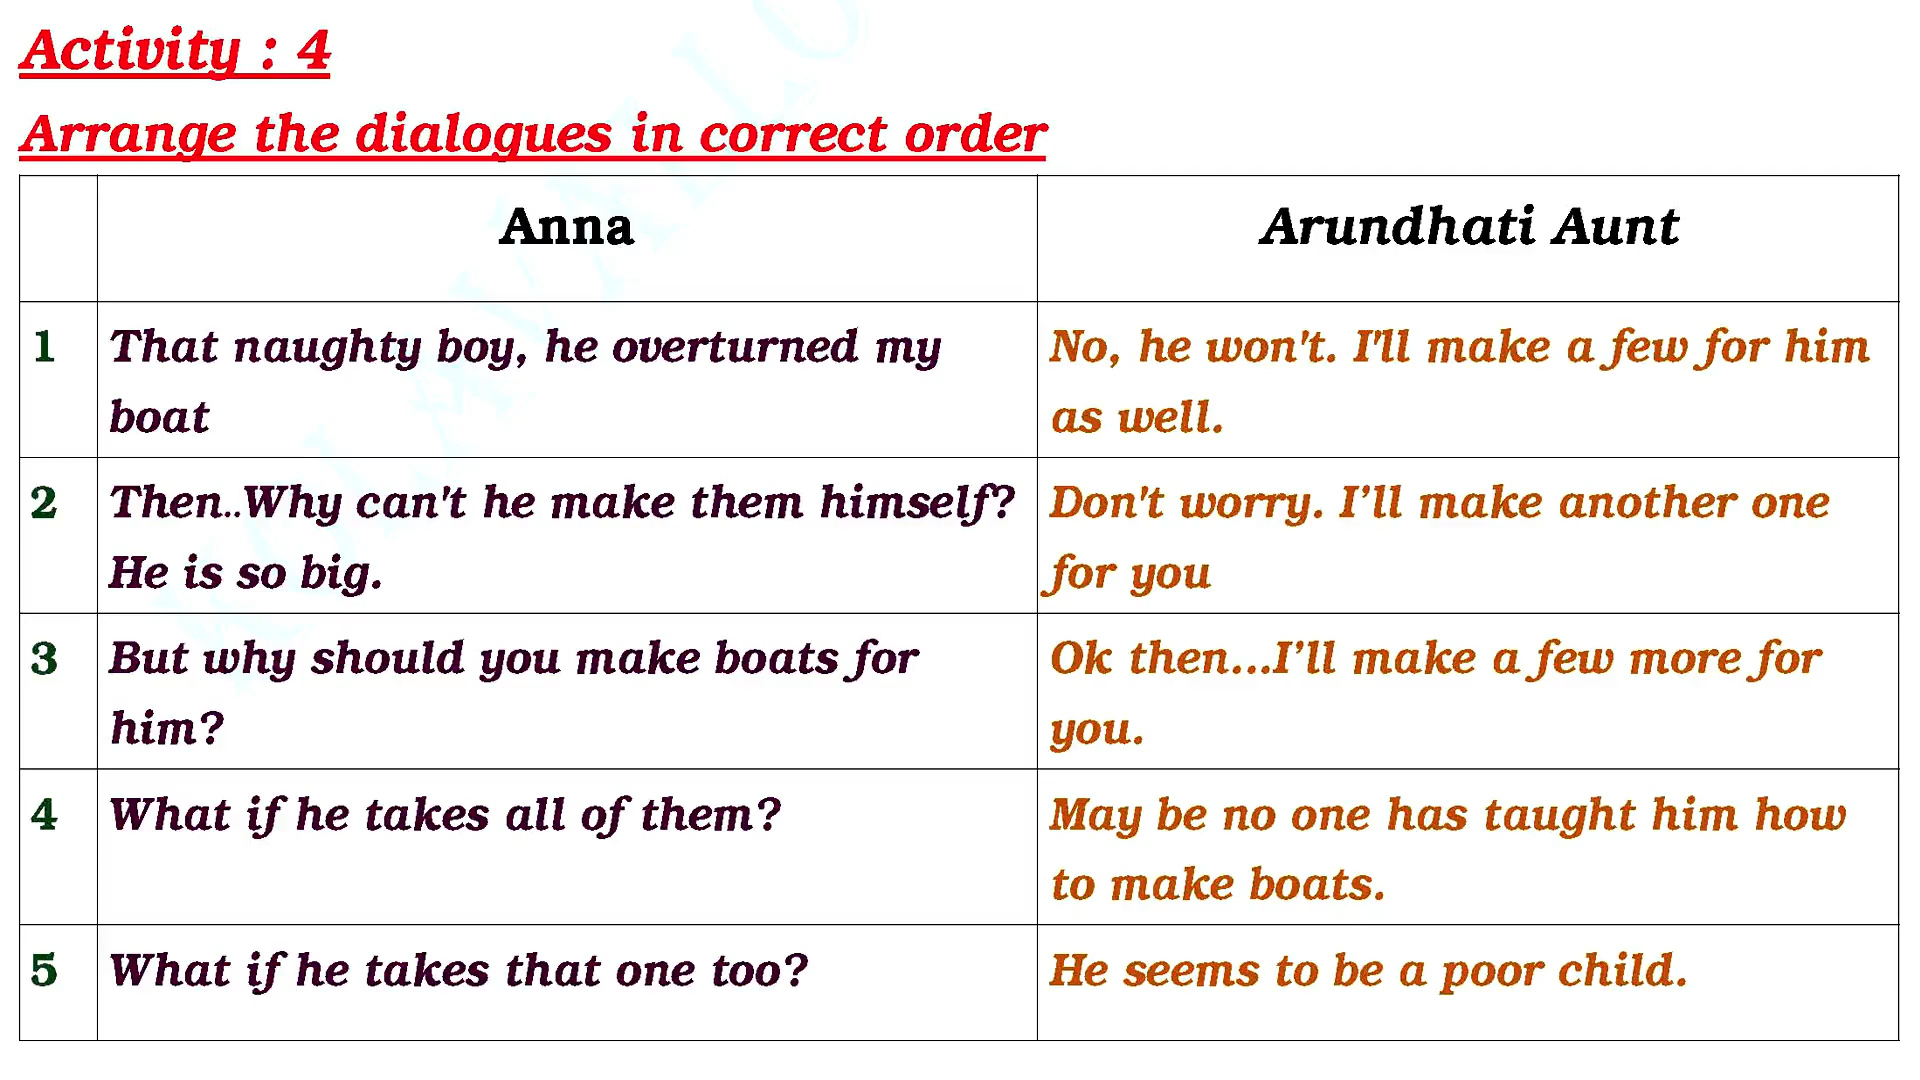 Activity : 4
Arrange the dialogues in correct order
Anna
Arundhati Aunt
1
That naughty boy, he overturned my
boat
No, he won't. I'll make a few for him
as well.
2
Then..Why can't he make them himself?
He is so big.
Don't worry. I’ll make another one
for you
3
But why should you make boats for
him?
Ok then...I’ll make a few more for
you.
4
What if he takes all of them?
May be no one has taught him how
to make boats.
5
What if he takes that one too?
He seems to be a poor child.